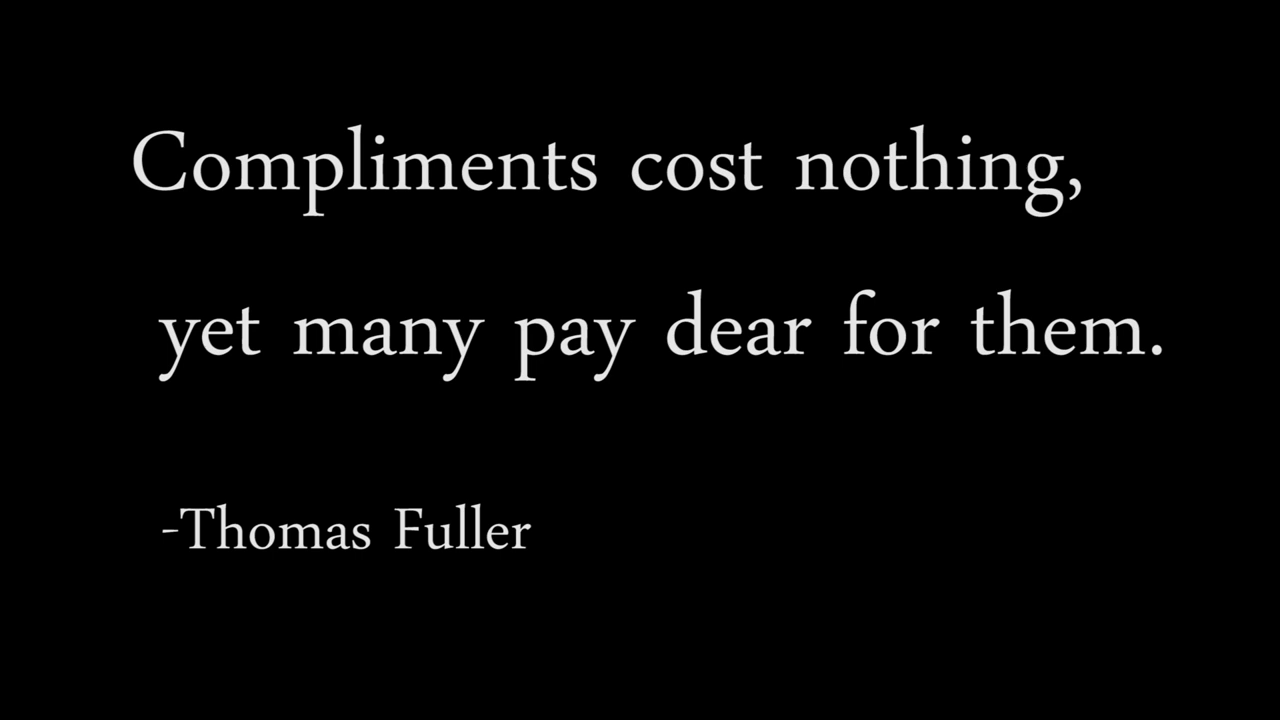 Compliments cost nothing,
yet many pay dear for them.
-Thomas Fuller